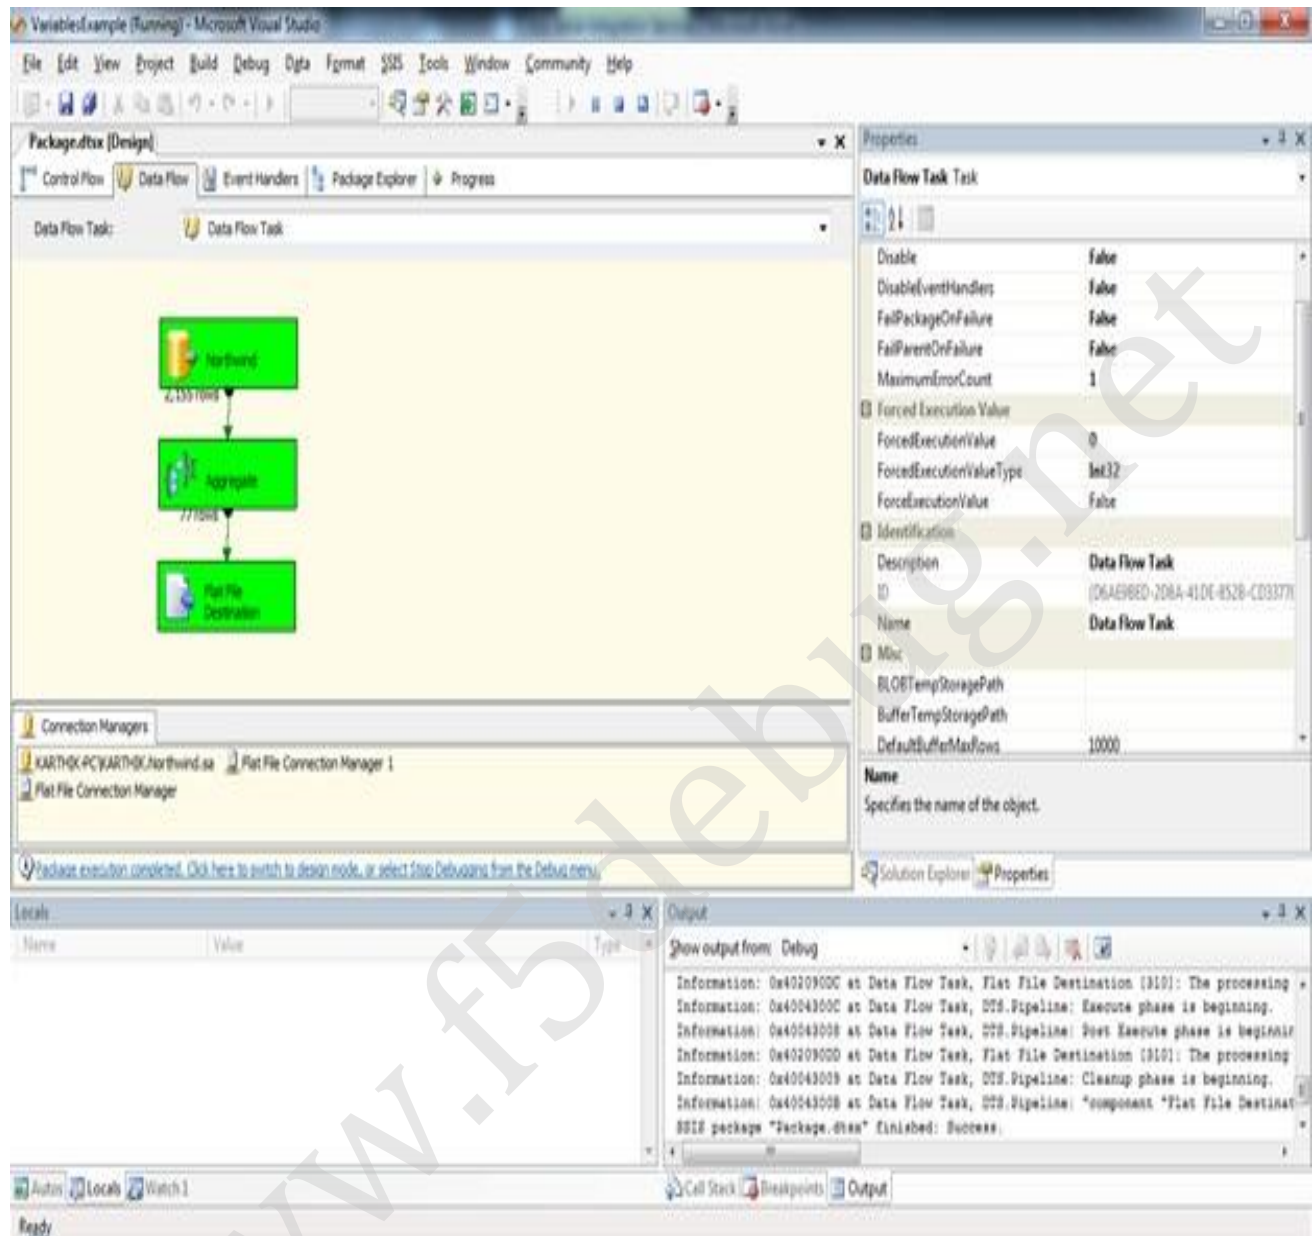 VariablesExample (Running) - Microsoft Visual Studio
File Edit View Project Build Debug Data Format SSIS Tools Window Community Help
Package.dtsx [Design]
Control Flow Data Flow Event Handlers Package Explorer Progress
Data Flow Task: Data Flow Task
Northwind
2,155 rows
Aggregate
77 rows
Flat File
Destination
Connection Managers
KARTHIK-PC\KARTHIK.Northwind.sa Flat File Connection Manager 1
Flat File Connection Manager
Package execution completed. Click here to switch to design mode, or select Stop Debugging from the Debug menu.
Properties
Data Flow Task Task
Disable False
DisableEventHandlers False
FailPackageOnFailure False
FailParentOnFailure False
MaximumErrorCount 1
Forced Execution Value
ForcedExecutionValue 0
ForcedExecutionValueType Int32
ForceExecutionValue False
Identification
Description Data Flow Task
ID
Name Data Flow Task
Misc
BLOBTempStoragePath
BufferTempStoragePath
DefaultBufferMaxRows 10000
Name
Specifies the name of the object.
Solution Explorer Properties
Locals
Name Value Type
Autos Locals Watch 1
Output
Show output from: Debug
Information: 0x402090DC at Data Flow Task, Flat File Destination [310]: The processing
Information: 0x4004300C at Data Flow Task, DTS.Pipeline: Execute phase is beginning.
Information: 0x40043008 at Data Flow Task, DTS.Pipeline: Post Execute phase is beginnin
Information: 0x402090DD at Data Flow Task, Flat File Destination [310]: The processing
Information: 0x40043009 at Data Flow Task, DTS.Pipeline: Cleanup phase is beginning.
Information: 0x4004300B at Data Flow Task, DTS.Pipeline: "component "Flat File Destinat
SSIS package "Package.dtsx" finished: Success.
Call Stack Breakpoints Output
Ready
www.f5debug.net